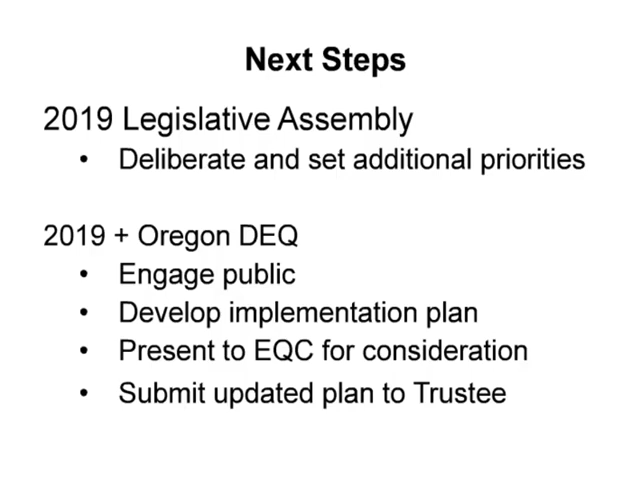 Next Steps
2019 Legislative Assembly
• Deliberate and set additional priorities
2019 + Oregon DEQ
• Engage public
• Develop implementation plan
• Present to EQC for consideration
• Submit updated plan to Trustee